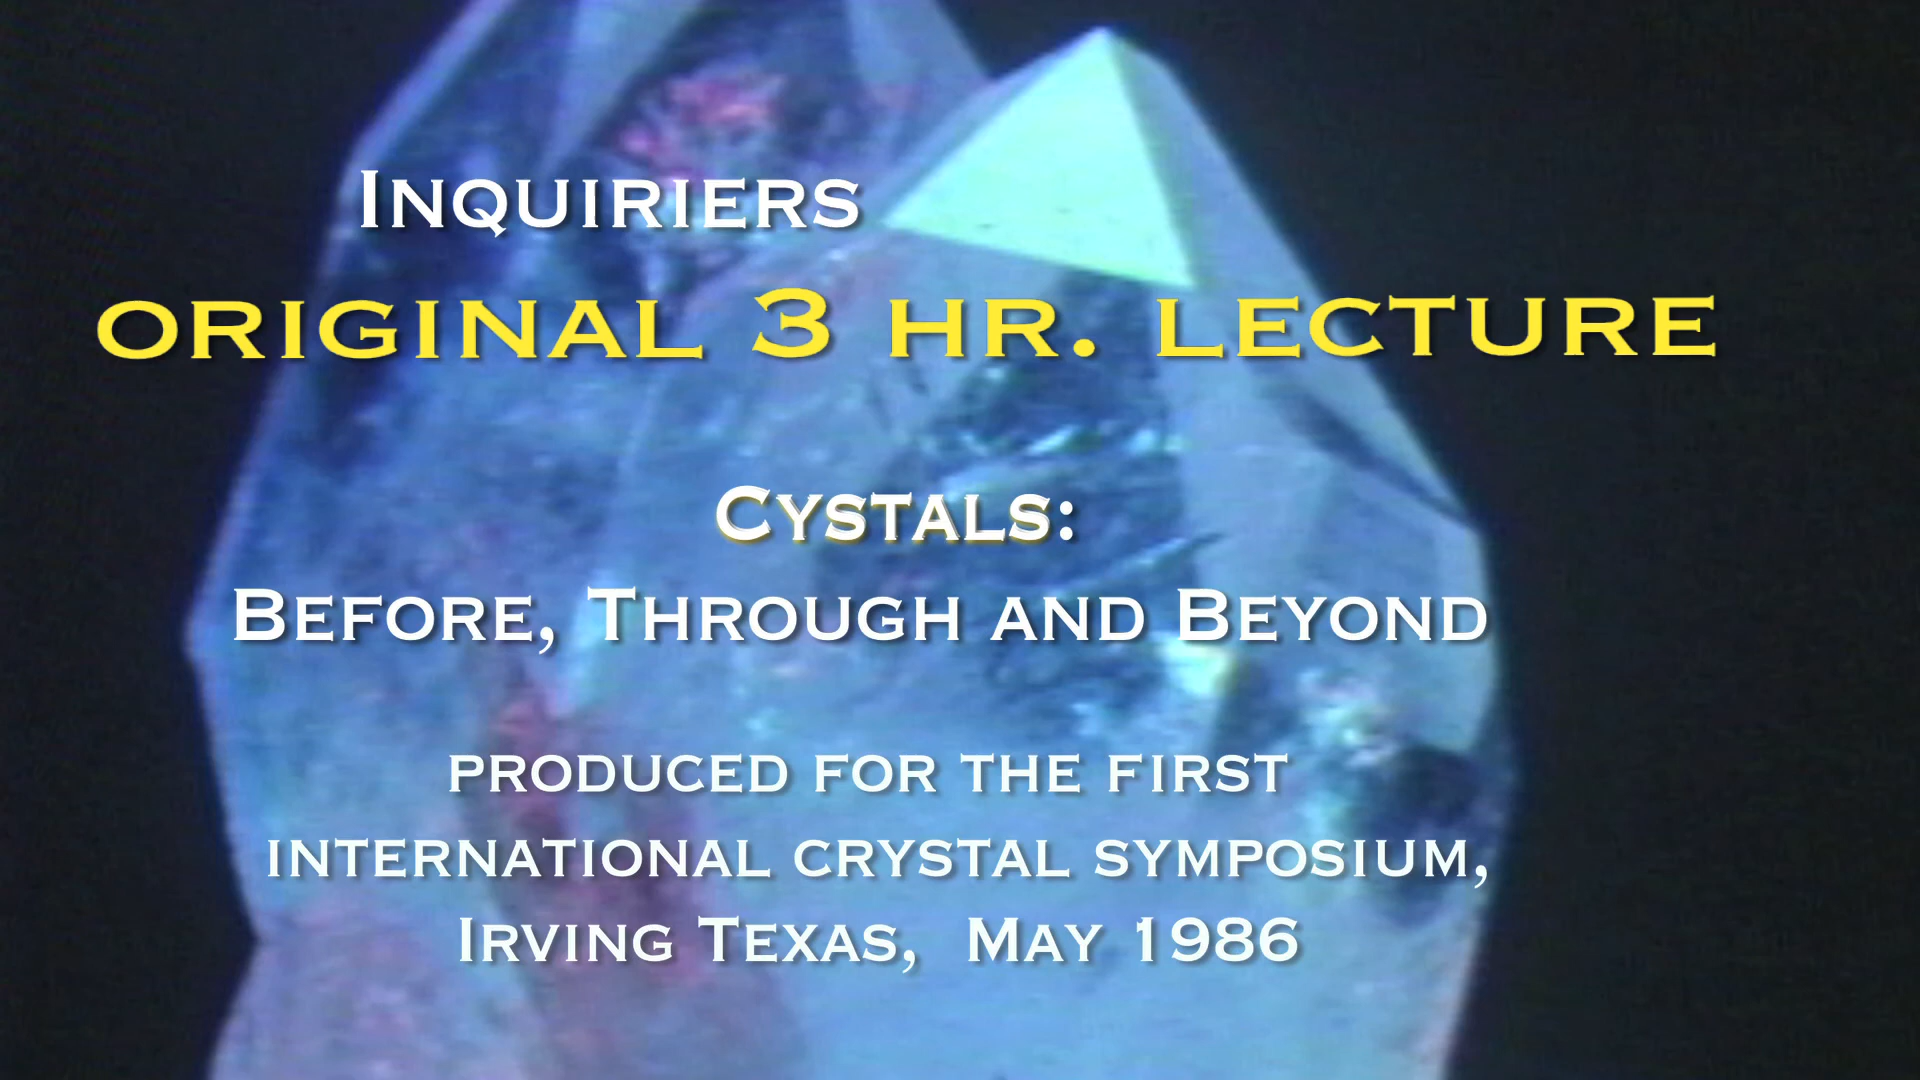 Inquiriers
ORIGINAL 3 HR. LECTURE
Cystals:
Before, Through and Beyond
PRODUCED FOR THE FIRST
INTERNATIONAL CRYSTAL SYMPOSIUM,
Irving Texas, May 1986